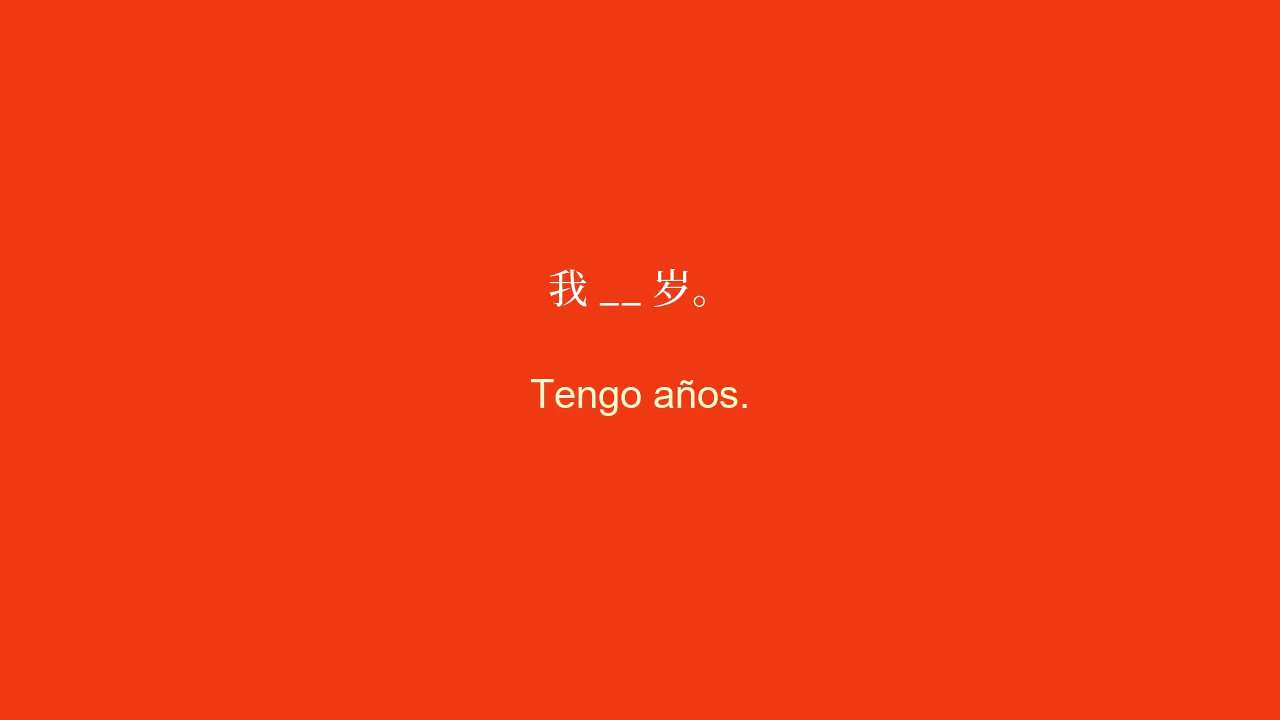 我 __ 岁。
Tengo años.